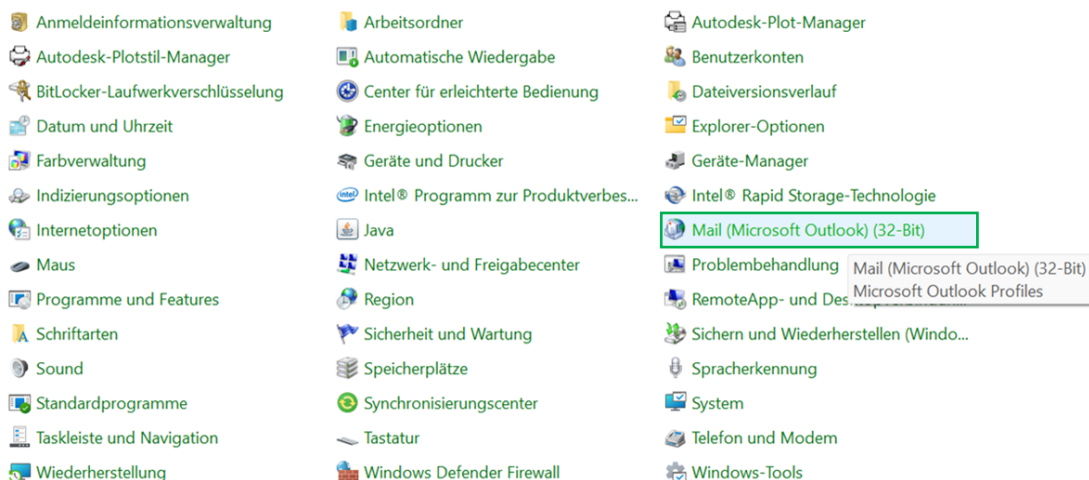 Anmeldeinformationsverwaltung
Arbeitsordner
Autodesk-Plot-Manager
Autodesk-Plotstil-Manager
Automatische Wiedergabe
Benutzerkonten
BitLocker-Laufwerkverschlüsselung
Center für erleichterte Bedienung
Dateiversionsverlauf
Datum und Uhrzeit
Energieoptionen
Explorer-Optionen
Farbverwaltung
Geräte und Drucker
Geräte-Manager
Indizierungsoptionen
Intel® Programm zur Produktverbes...
Intel® Rapid Storage-Technologie
Internetoptionen
Java
Mail (Microsoft Outlook) (32-Bit)
Maus
Netzwerk- und Freigabecenter
Problembehandlung
Mail (Microsoft Outlook) (32-Bit)
Microsoft Outlook Profiles
Programme und Features
Region
RemoteApp- und
Schriftarten
Sicherheit und Wartung
Sichern und Wiederherstellen (Windo...
Sound
Speicherplätze
Spracherkennung
Standardprogramme
Synchronisierungscenter
System
Taskleiste und Navigation
Tastatur
Telefon und Modem
Wiederherstellung
Windows Defender Firewall
Windows-Tools